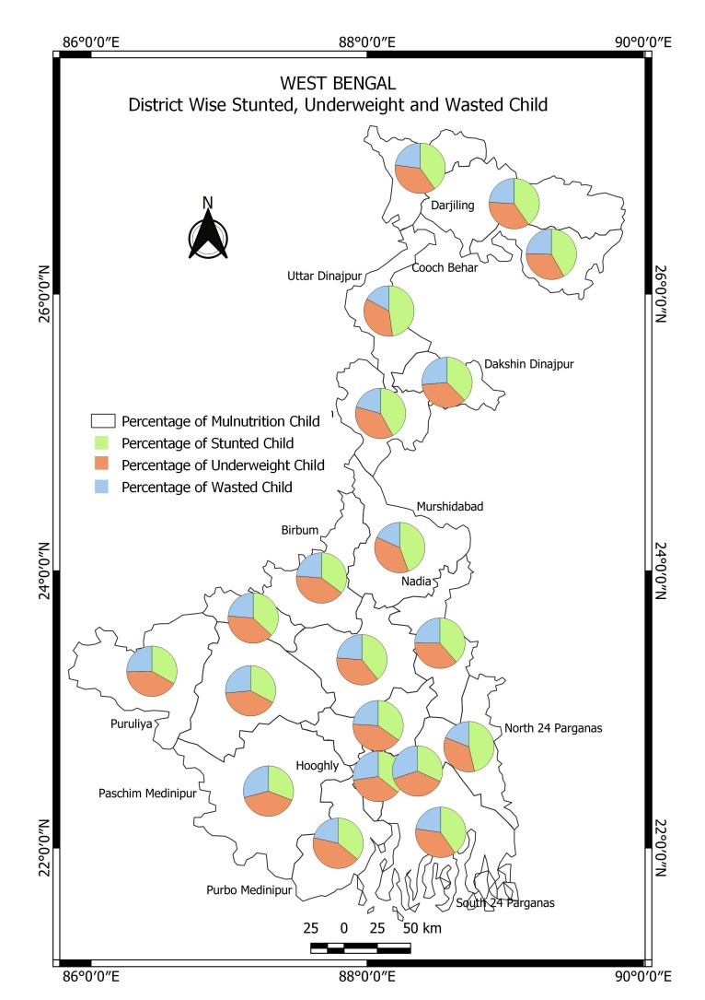 86°0'0"E 88°0'0"E 90°0'0"E
WEST BENGAL
District Wise Stunted, Underweight and Wasted Child
N
Darjiling
Cooch Behar
Uttar Dinajpur
26°0'0"N 26°0'0"N
Dakshin Dinajpur
Percentage of Mulnutrition Child
Percentage of Stunted Child
Percentage of Underweight Child
Percentage of Wasted Child
Murshidabad
Birbum
24°0'0"N 24°0'0"N
Nadia
Puruliya
North 24 Parganas
Hooghly
Paschim Medinipur
22°0'0"N 22°0'0"N
Purbo Medinipur
South 24 Parganas
25 0 25 50 km
86°0'0"E 88°0'0"E 90°0'0"E